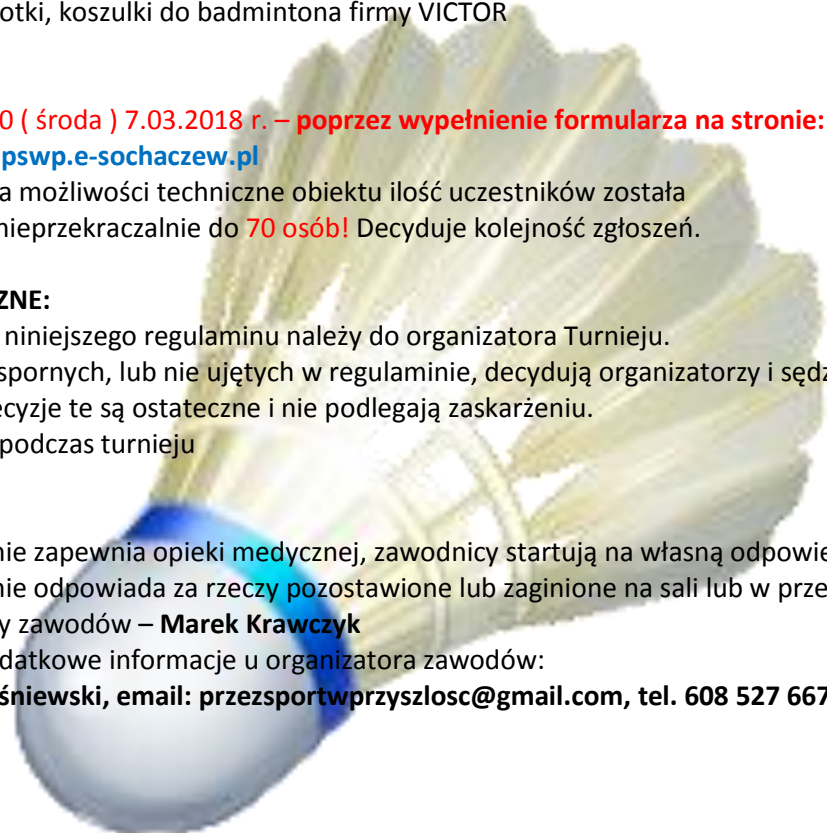 otki, koszulki do badmintona firmy VICTOR
0 ( środa ) 7.03.2018 r. – poprzez wypełnienie formularza na stronie:
pswp.e-sochaczew.pl
a możliwości techniczne obiektu ilość uczestników została
nieprzekraczalnie do 70 osób! Decyduje kolejność zgłoszeń.
ZNE:
niniejszego regulaminu należy do organizatora Turnieju.
spornych, lub nie ujętych w regulaminie, decydują organizatorzy i sędz
ecyzje te są ostateczne i nie podlegają zaskarżeniu.
podczas turnieju
nie zapewnia opieki medycznej, zawodnicy startują na własną odpowie
nie odpowiada za rzeczy pozostawione lub zaginione na sali lub w prze
y zawodów – Marek Krawczyk
datkowe informacje u organizatora zawodów:
śniewski, email: przezsportwprzyszlosc@gmail.com, tel. 608 527 667